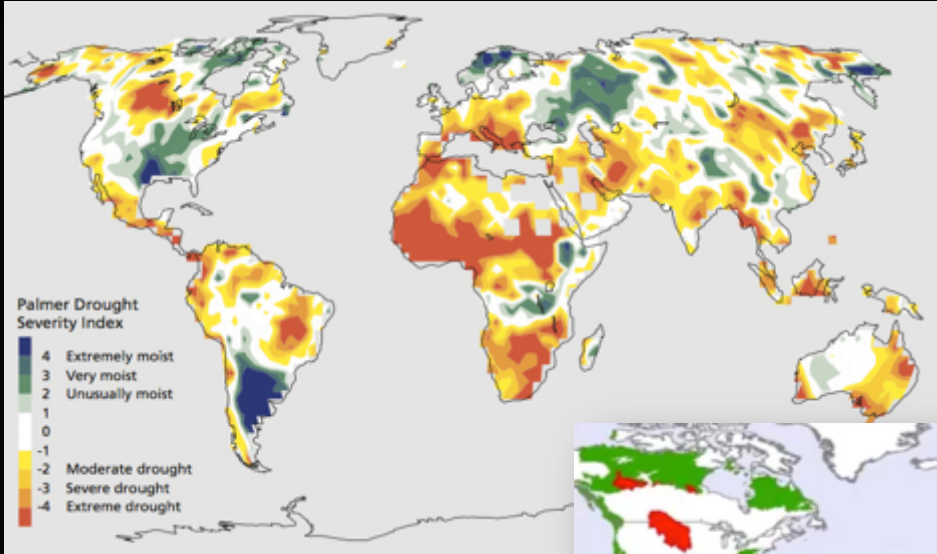 Palmer Drought
Severity Index
4 Extremely moist
3 Very moist
2 Unusually moist
1
0
-1
-2 Moderate drought
-3 Severe drought
-4 Extreme drought